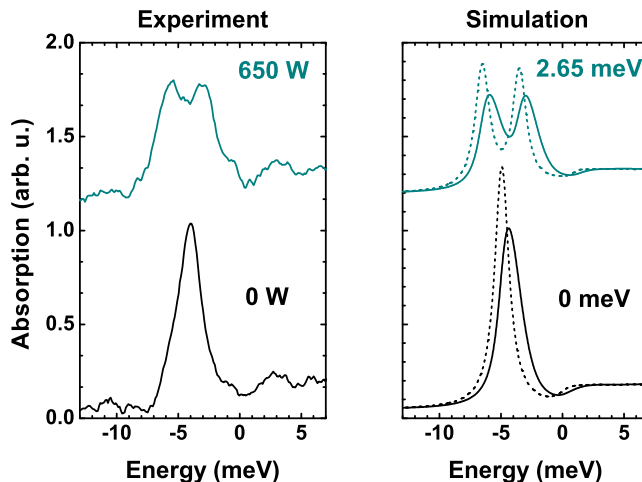 Experiment
Simulation
Absorption (arb. u.)
2.0
1.5
1.0
0.5
0.0
650 W
0 W
2.65 meV
0 meV
-10 -5 0 5
-10 -5 0 5
Energy (meV)
Energy (meV)